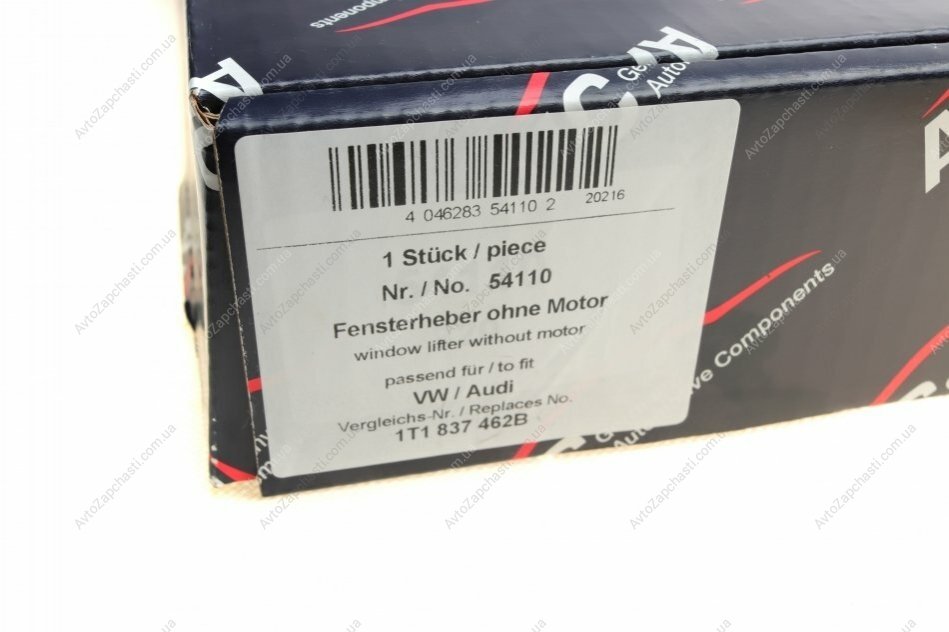 4 046283 54110 2
20216
1 Stück / piece
Nr. / No. 54110
Fensterheber ohne Motor
window lifter without motor
passend für / to fit
VW / Audi
Vergleichs-Nr. / Replaces No.
1T1 837 462B
Components
AvtoZapchasti.com.ua